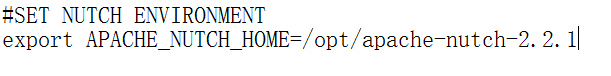 #SET NUTCH ENVIRONMENT
export APACHE_NUTCH_HOME=/opt/apache-nutch-2.2.1